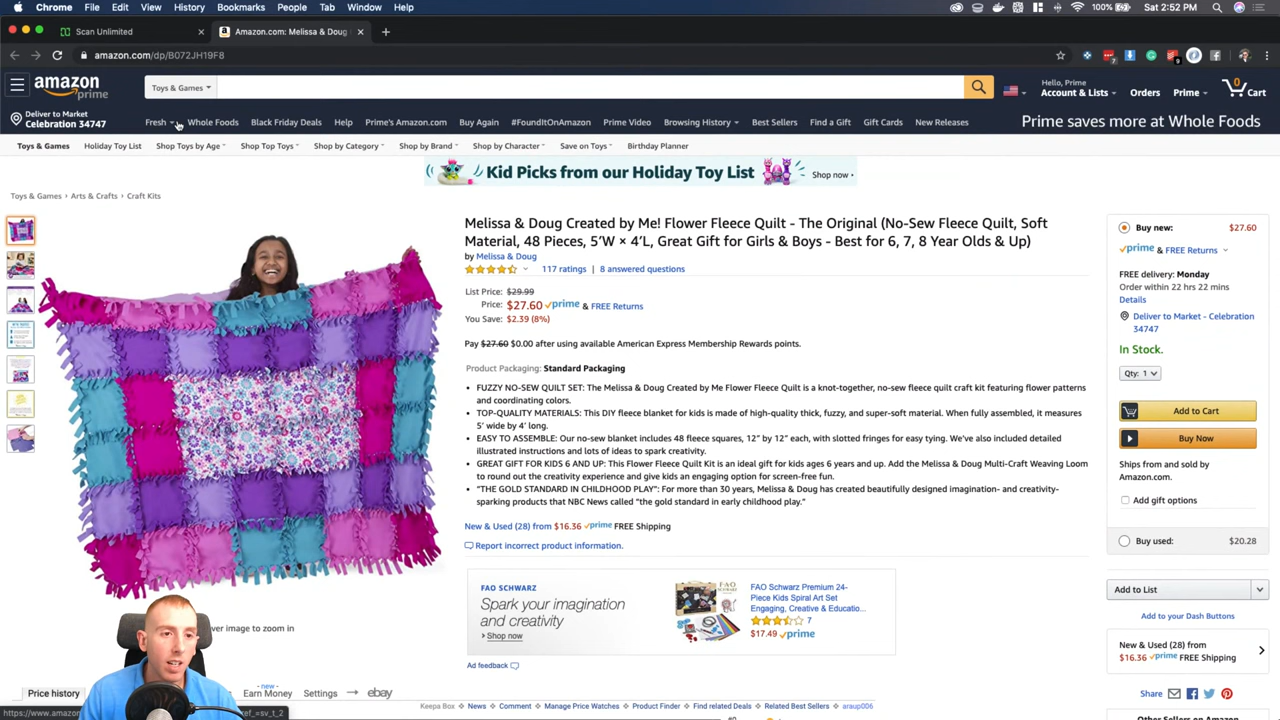 Chrome File Edit View History Bookmarks People Tab Window Help
100% Sat 2:52 PM
Scan Unlimited
Amazon.com: Melissa & Doug
amazon.com/dp/B072JH19F8
amazon
prime
Toys & Games
Hello, Prime
Account & Lists
Orders
Prime
0
Cart
Deliver to Market
Celebration 34747
Fresh Whole Foods Black Friday Deals Help Prime's Amazon.com Buy Again #FoundItOnAmazon Prime Video Browsing History Best Sellers Find a Gift Gift Cards New Releases
Prime saves more at Whole Foods
Toys & Games Holiday Toy List Shop Toys by Age Shop Top Toys Shop by Category Shop by Brand Shop by Character Save on Toys Birthday Planner
Kid Picks from our Holiday Toy List
Shop now
Toys & Games › Arts & Crafts › Craft Kits
Melissa & Doug Created by Me! Flower Fleece Quilt - The Original (No-Sew Fleece Quilt, Soft
Material, 48 Pieces, 5′W × 4′L, Great Gift for Girls & Boys - Best for 6, 7, 8 Year Olds & Up)
by Melissa & Doug
117 ratings | 8 answered questions
List Price: $29.99
Price: $27.60 prime & FREE Returns
You Save: $2.39 (8%)
Pay $27.60 $0.00 after using available American Express Membership Rewards points.
Product Packaging: Standard Packaging
• FUZZY NO-SEW QUILT SET: The Melissa & Doug Created by Me Flower Fleece Quilt is a knot-together, no-sew fleece quilt craft kit featuring flower patterns
and coordinating colors.
• TOP-QUALITY MATERIALS: This DIY fleece blanket for kids is made of high-quality thick, fuzzy, and super-soft material. When fully assembled, it measures
5' wide by 4' long.
• EASY TO ASSEMBLE: Our no-sew blanket includes 48 fleece squares, 12” by 12” each, with slotted fringes for easy tying. We've also included detailed
illustrated instructions and lots of ideas to spark creativity.
• GREAT GIFT FOR KIDS 6 AND UP: This Flower Fleece Quilt Kit is an ideal gift for kids ages 6 years and up. Add the Melissa & Doug Multi-Craft Weaving Loom
to round out the creativity experience and give kids an engaging option for screen-free fun.
• “THE GOLD STANDARD IN CHILDHOOD PLAY”: For more than 30 years, Melissa & Doug has created beautifully designed imagination- and creativity-
sparking products that NBC News called “the gold standard in early childhood play.”
New & Used (28) from $16.36 prime FREE Shipping
Report incorrect product information.
FAO SCHWARZ
Spark your imagination
and creativity
› Shop now
FAO Schwarz Premium 24-
Piece Kids Spiral Art Set
Engaging, Creative & Educatio...
7
$17.49 prime
Ad feedback
Buy new: $27.60
prime & FREE Returns
FREE delivery: Monday
Order within 22 hrs 22 mins
Details
Deliver to Market - Celebration
34747
In Stock.
Qty: 1
Add to Cart
Buy Now
Ships from and sold by
Amazon.com.
Add gift options
Buy used: $20.28
Add to List
Add to your Dash Buttons
New & Used (28) from
$16.36 prime FREE Shipping
Share
Other Sellers on Amazon
ver image to zoom in
Price history
- new -
Earn Money Settings ebay
Keepa Box News Comment Manage Price Watches Product Finder Find related Deals Related Best Sellers araup006
https://www.amazon
ref_=sv_t_2